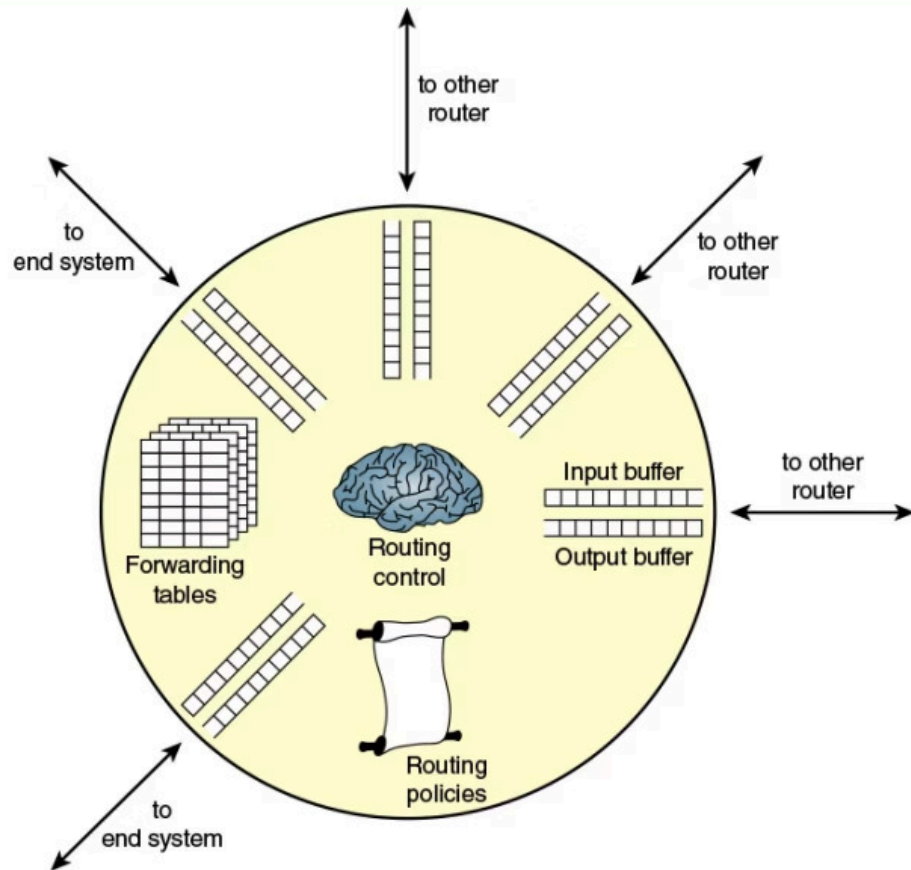 to other
router
to
end system
to other
router
to other
router
Input buffer
Output buffer
Forwarding
tables
Routing
control
Routing
policies
to
end system